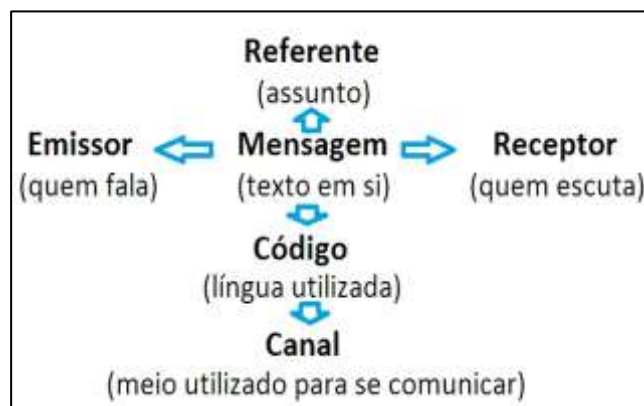 Referente
(assunto)
Emissor Mensagem Receptor
(quem fala) (texto em si) (quem escuta)
Código
(língua utilizada)
Canal
(meio utilizado para se comunicar)